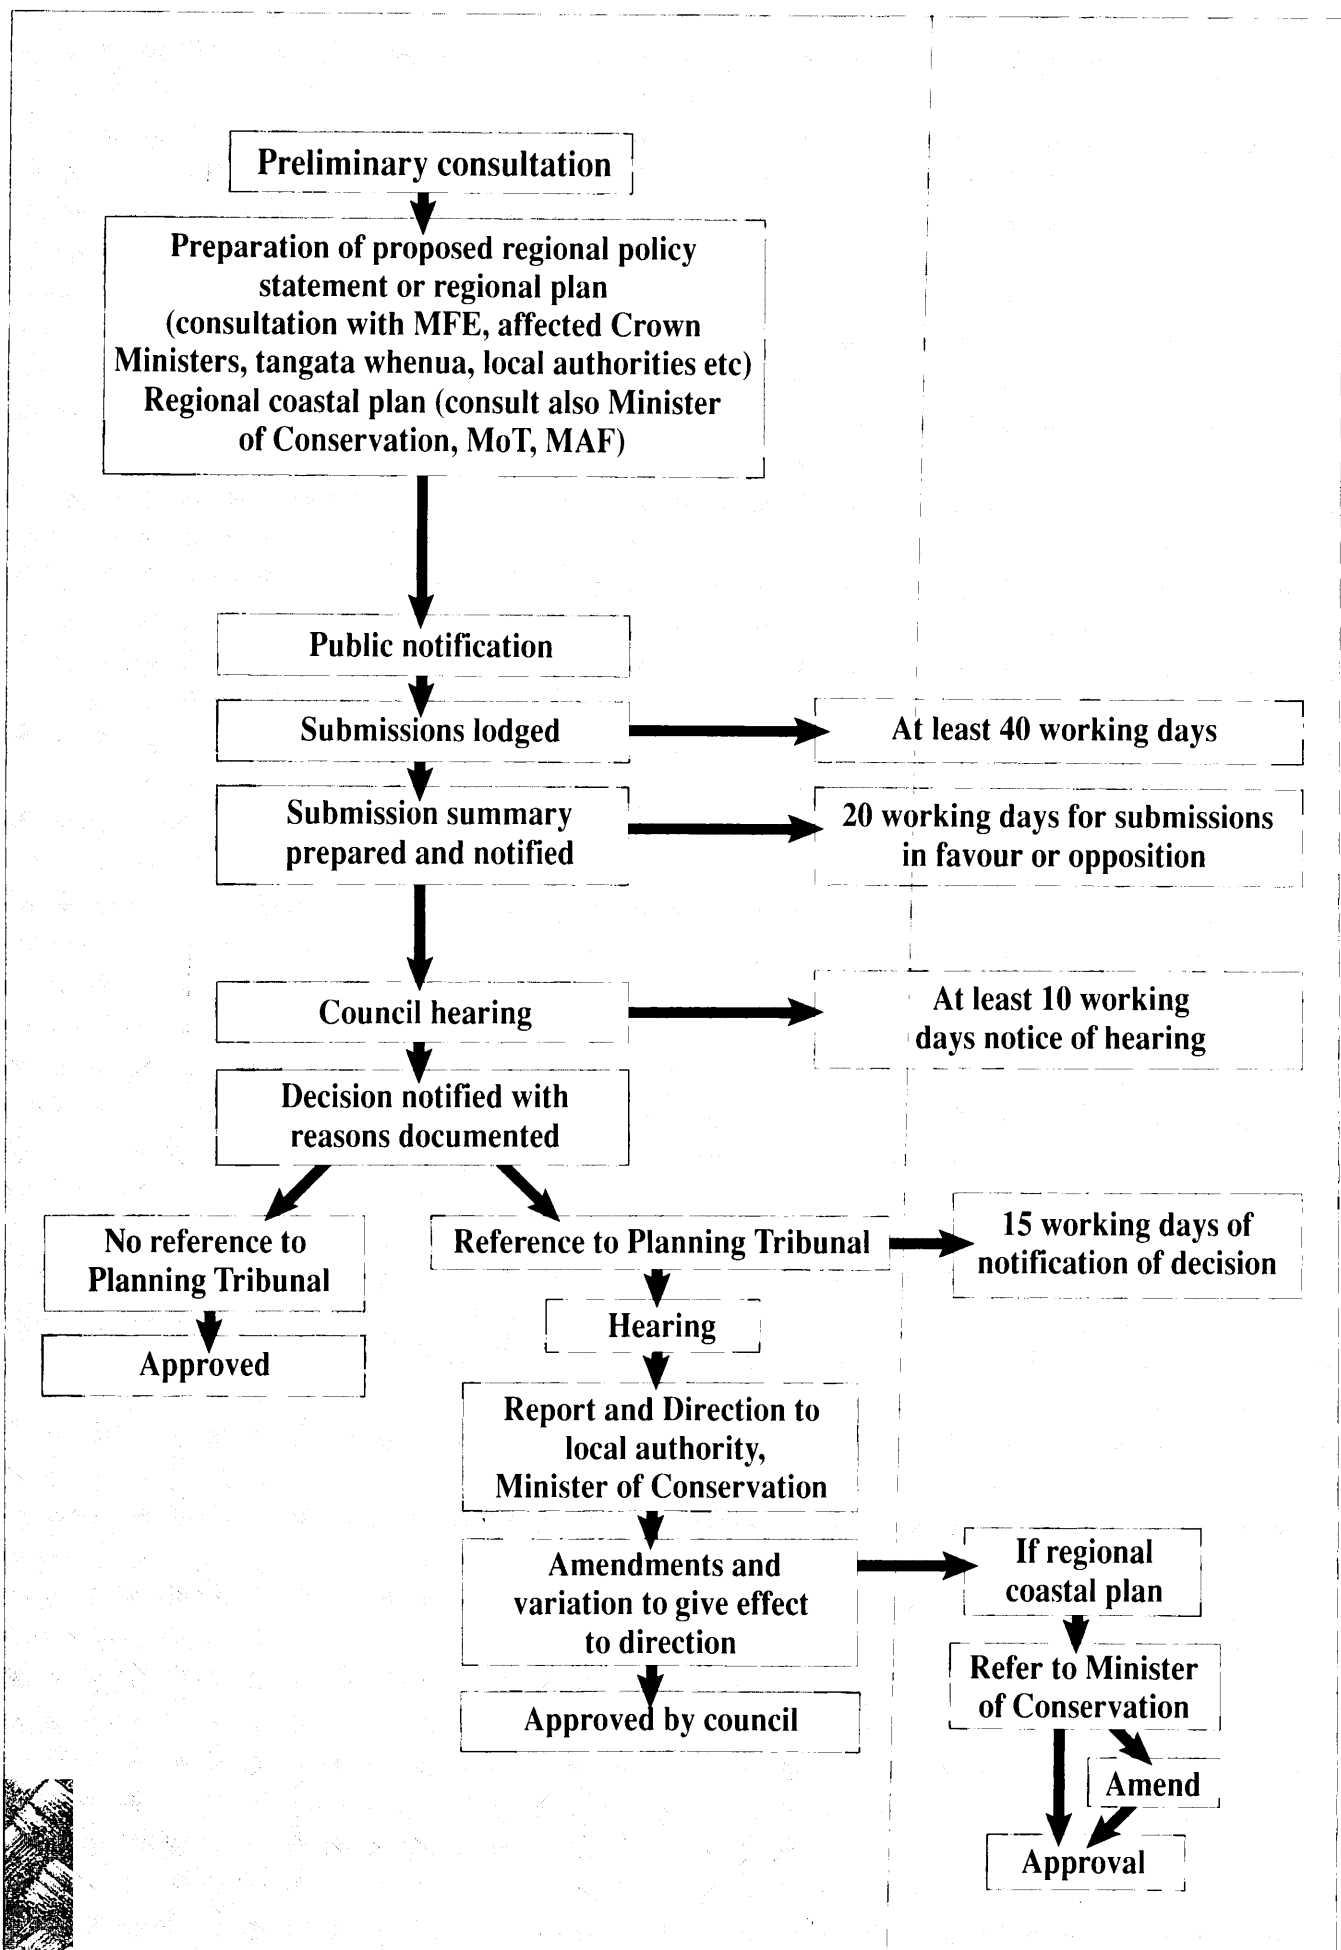 Preliminary consultation
Preparation of proposed regional policy
statement or regional plan
(consultation with MFE, affected Crown
Ministers, tangata whenua, local authorities etc)
Regional coastal plan (consult also Minister
of Conservation, MoT, MAF)
Public notification
Submissions lodged
At least 40 working days
Submission summary
prepared and notified
20 working days for submissions
in favour or opposition
Council hearing
At least 10 working
days notice of hearing
Decision notified with
reasons documented
No reference to
Planning Tribunal
Approved
Reference to Planning Tribunal
15 working days of
notification of decision
Hearing
Report and Direction to
local authority,
Minister of Conservation
Amendments and
variation to give effect
to direction
Approved by council
If regional
coastal plan
Refer to Minister
of Conservation
Amend
Approval